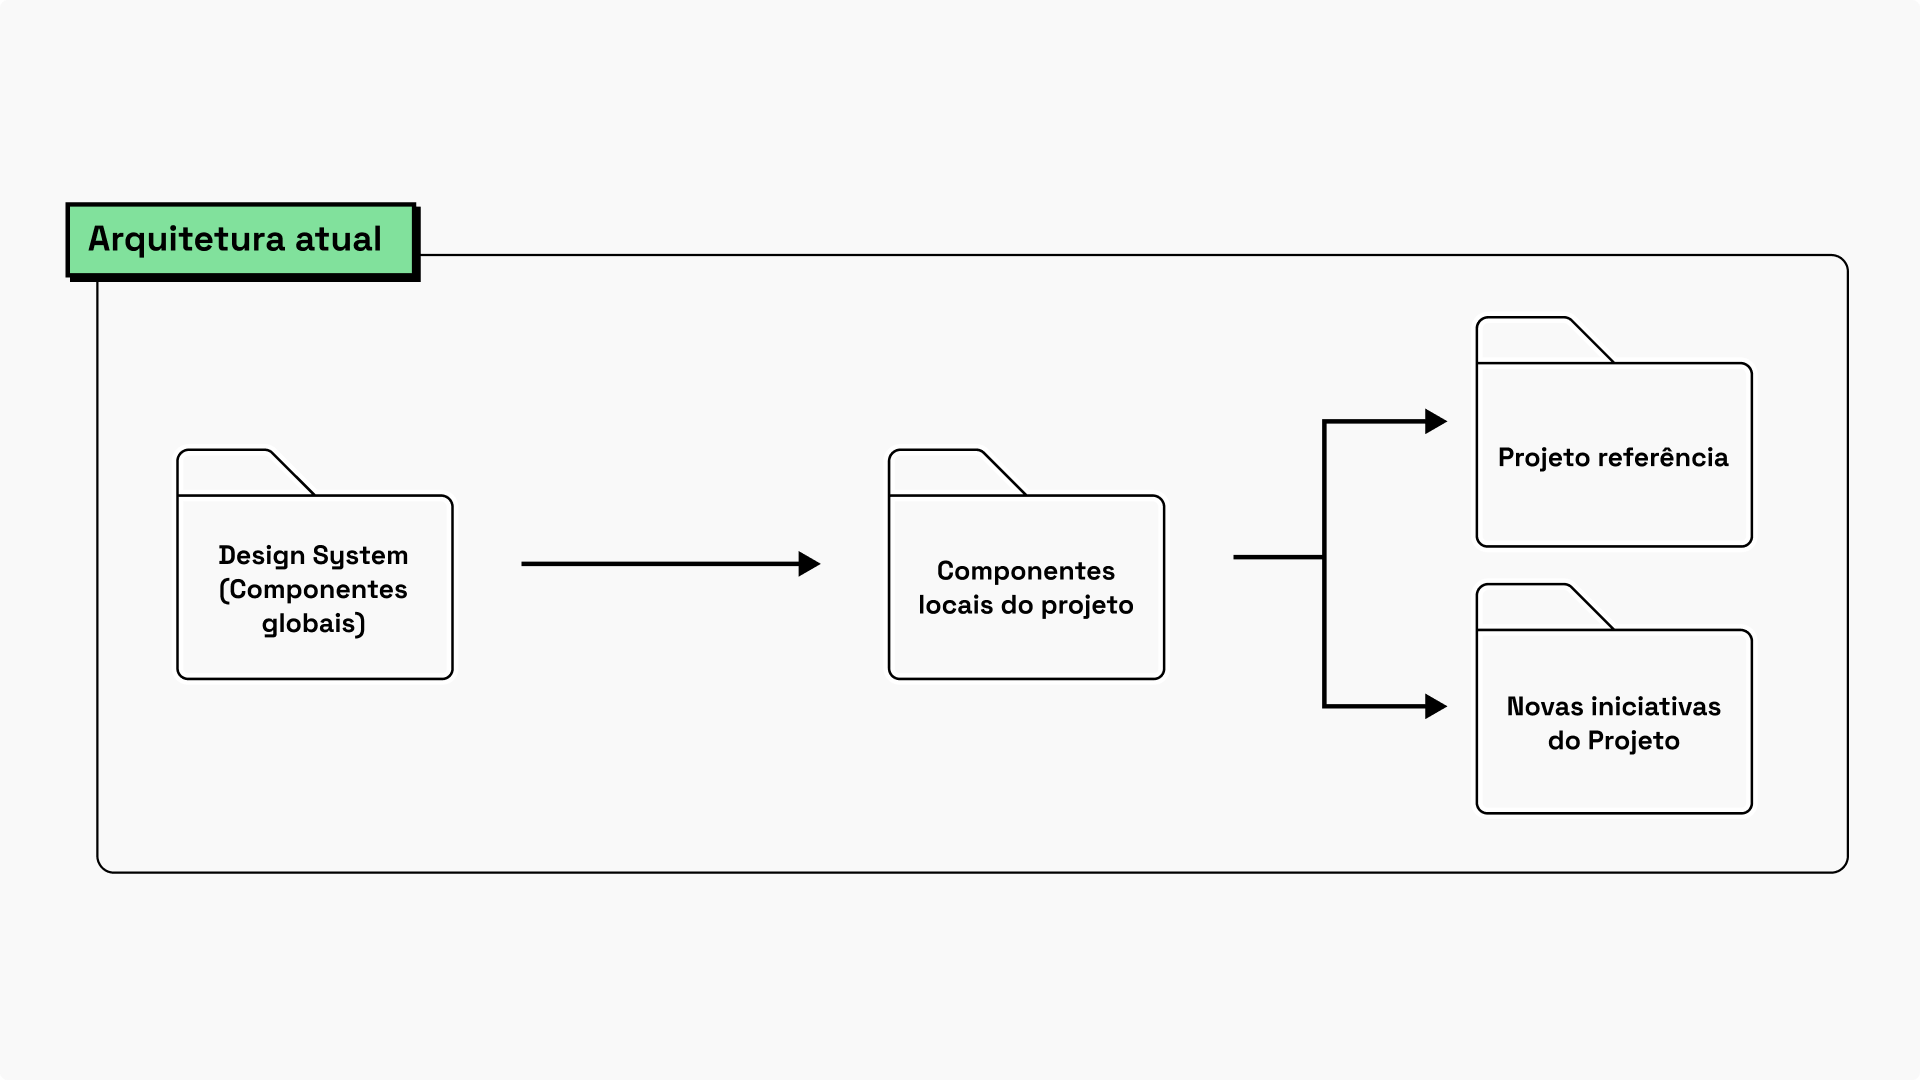 Arquitetura atual
Design System
(Componentes
globais)
Componentes
locais do projeto
Projeto referência
Novas iniciativas
do Projeto